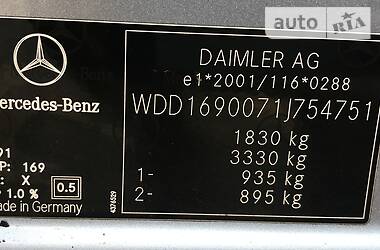 auto RIA
DAIMLER AG
e1*2001/116*0288
WDD1690071J754751
1830 kg
3330 kg
1- 935 kg
2- 895 kg
ercedes-Benz
91
P: 169
: X
1.0 % 0.5
ade in Germany